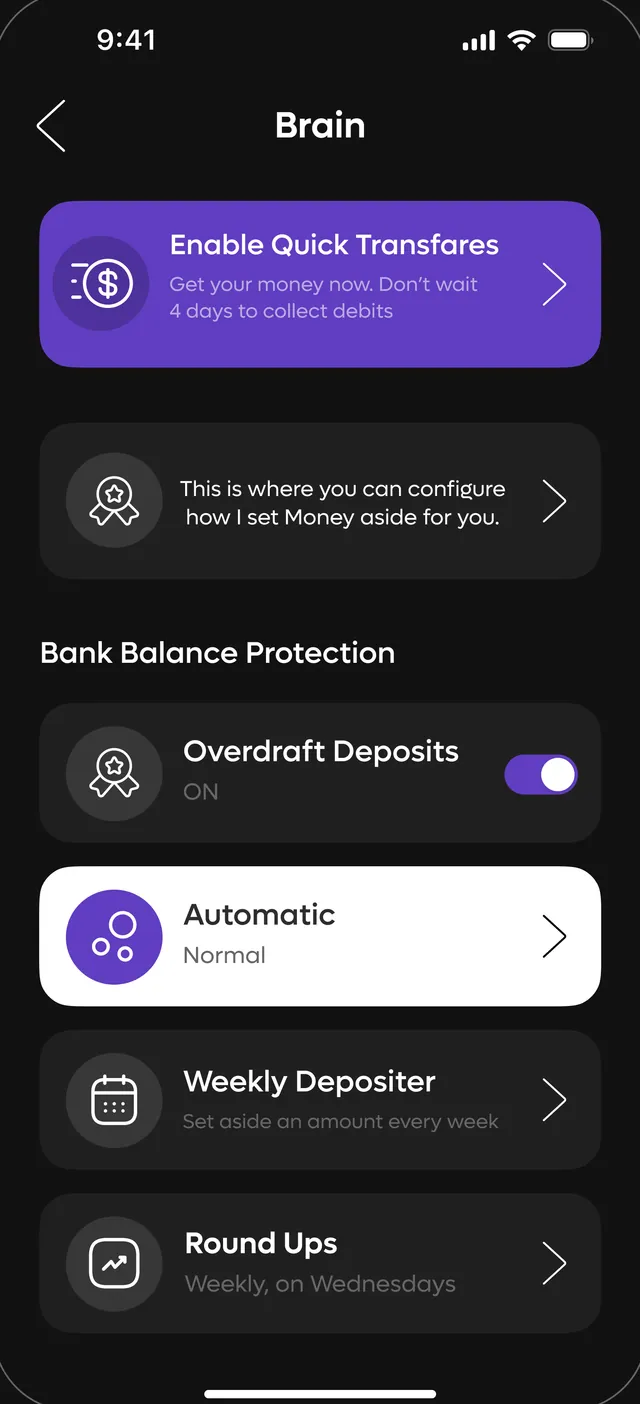 9:41
Brain
Enable Quick Transfares
Get your money now. Don’t wait
4 days to collect debits
This is where you can configure
how I set Money aside for you.
Bank Balance Protection
Overdraft Deposits
ON
Automatic
Normal
Weekly Depositer
Set aside an amount every week
Round Ups
Weekly, on Wednesdays